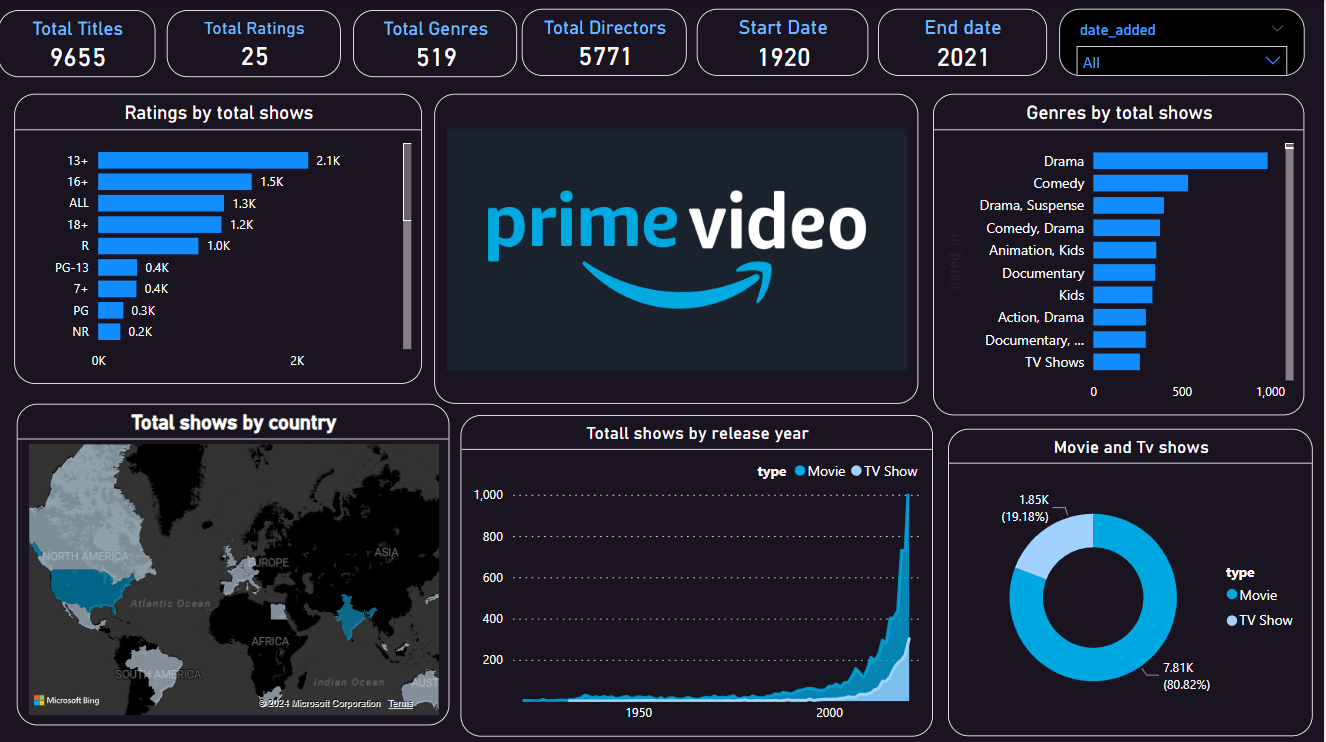 Total Titles
9655
Total Ratings
25
Total Genres
519
Total Directors
5771
Start Date
1920
End date
2021
date_added
All
Ratings by total shows
13+
2.1K
16+
1.5K
ALL
1.3K
18+
1.2K
R
1.0K
PG-13
0.4K
7+
0.4K
PG
0.3K
NR
0.2K
0K
2K
prime video
Genres by total shows
listed_in
Drama
Comedy
Drama, Suspense
Comedy, Drama
Animation, Kids
Documentary
Kids
Action, Drama
Documentary, ...
TV Shows
0
500
1,000
Total shows by country
NORTH AMERICA
EUROPE
ASIA
Atlantic Ocean
AFRICA
SOUTH AMERICA
Indian Ocean
AUST
Microsoft Bing
© 2024 Microsoft Corporation
Terms
Totall shows by release year
type Movie TV Show
1,000
800
600
400
200
1950
2000
Movie and Tv shows
1.85K
(19.18%)
type
Movie
TV Show
7.81K
(80.82%)